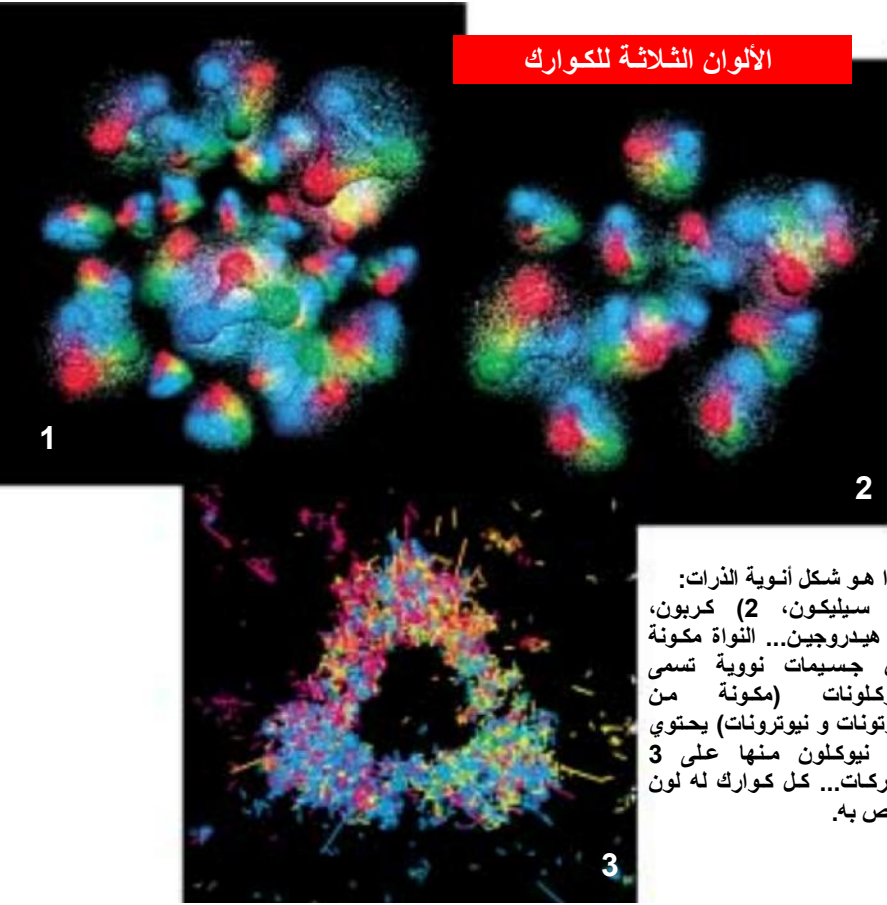 الألوان الثلاثة للكوارك
1
2
هو شكل أنوية الذرات:
سيليكون، 2) كربون،
هيدروجين... النواة مكونة
جسيمات نووية تسمى
(مكونة من
و نيوترونات) يحتوي
نيوكلون منها على 3
كل كوارك له لون
به.
3